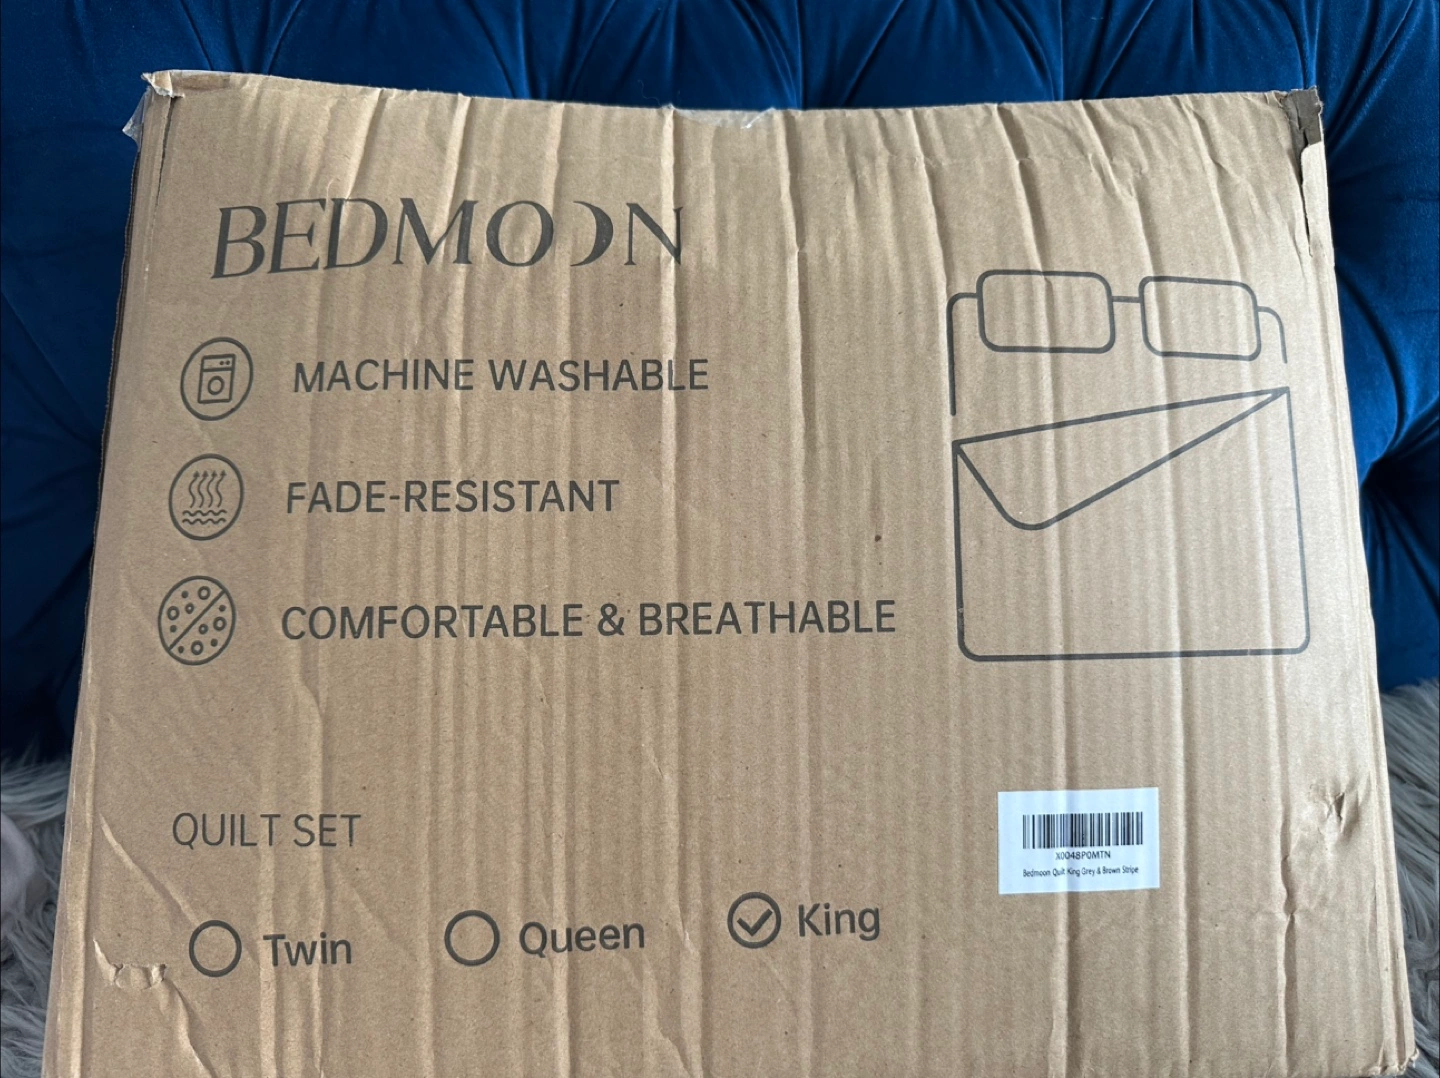 BEDMOON
MACHINE WASHABLE
FADE-RESISTANT
COMFORTABLE & BREATHABLE
QUILT SET
X0048P0MTN
Bedmoon Quilt King Grey & Brown Stripe
Twin Queen King